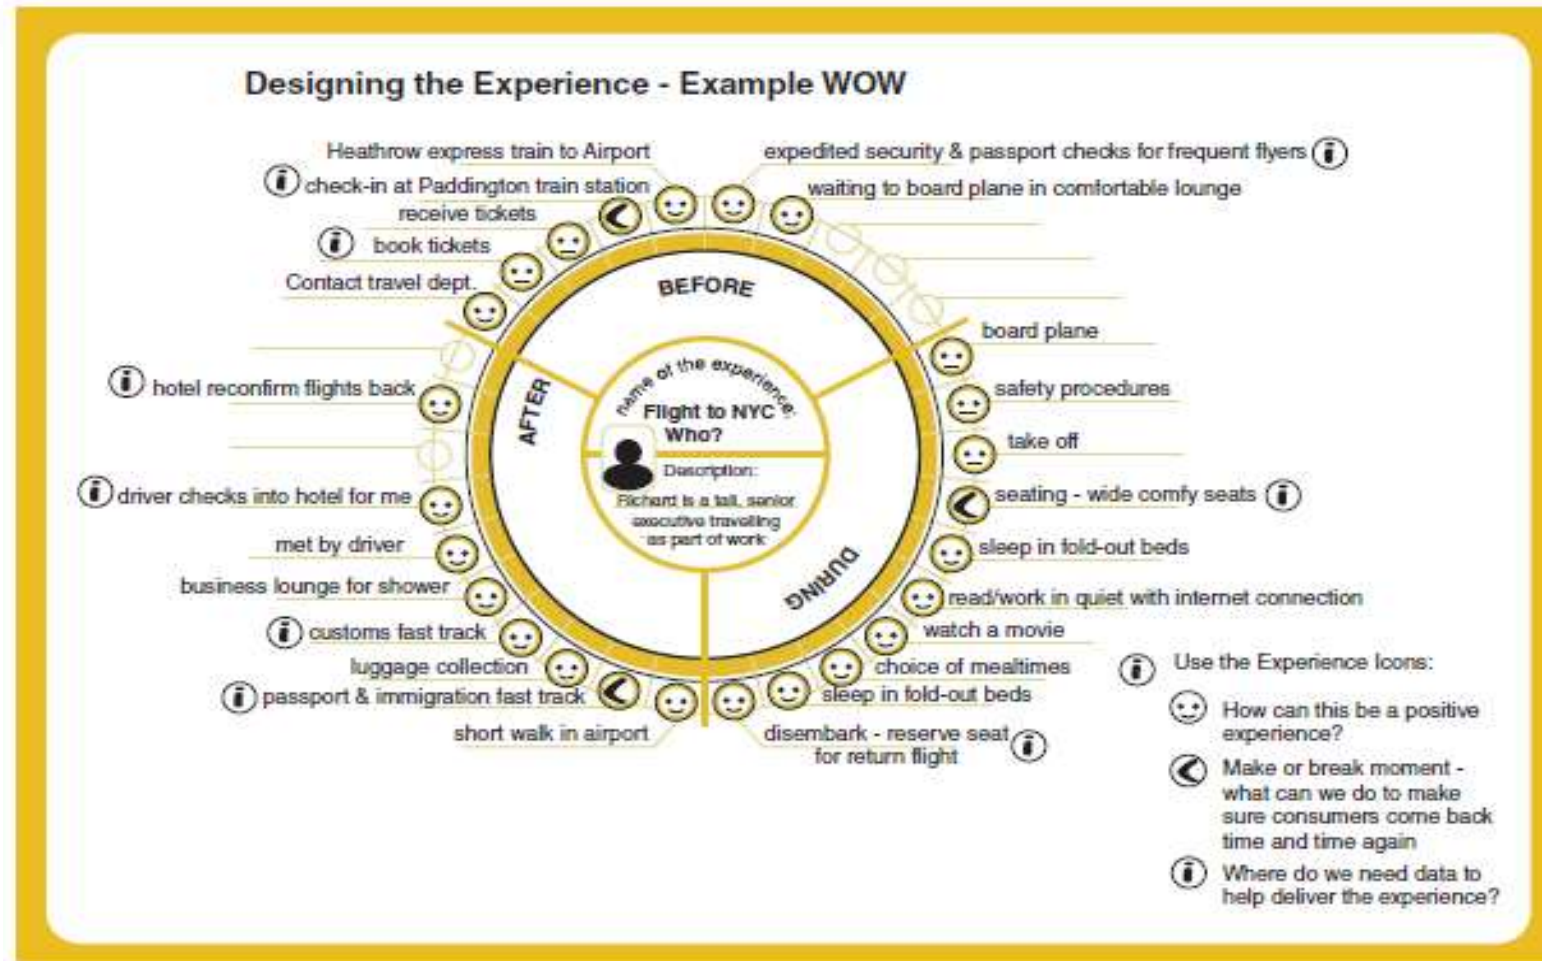 Designing the Experience - Example WOW
Heathrow express train to Airport
check-in at Paddington train station
receive tickets
book tickets
Contact travel dept.
expedited security & passport checks for frequent flyers
waiting to board plane in comfortable lounge
BEFORE
board plane
safety procedures
take off
seating - wide comfy seats
sleep in fold-out beds
read/work in quiet with internet connection
watch a movie
choice of mealtimes
sleep in fold-out beds
disembark - reserve seat
for return flight
DURING
hotel reconfirm flights back
driver checks into hotel for me
met by driver
business lounge for shower
customs fast track
luggage collection
passport & immigration fast track
short walk in airport
AFTER
name of the experience:
Flight to NYC
Who?
Description:
Richard is a tall, senior
executive travelling
as part of work
Use the Experience Icons:
How can this be a positive
experience?
Make or break moment -
what can we do to make
sure consumers come back
time and time again
Where do we need data to
help deliver the experience?